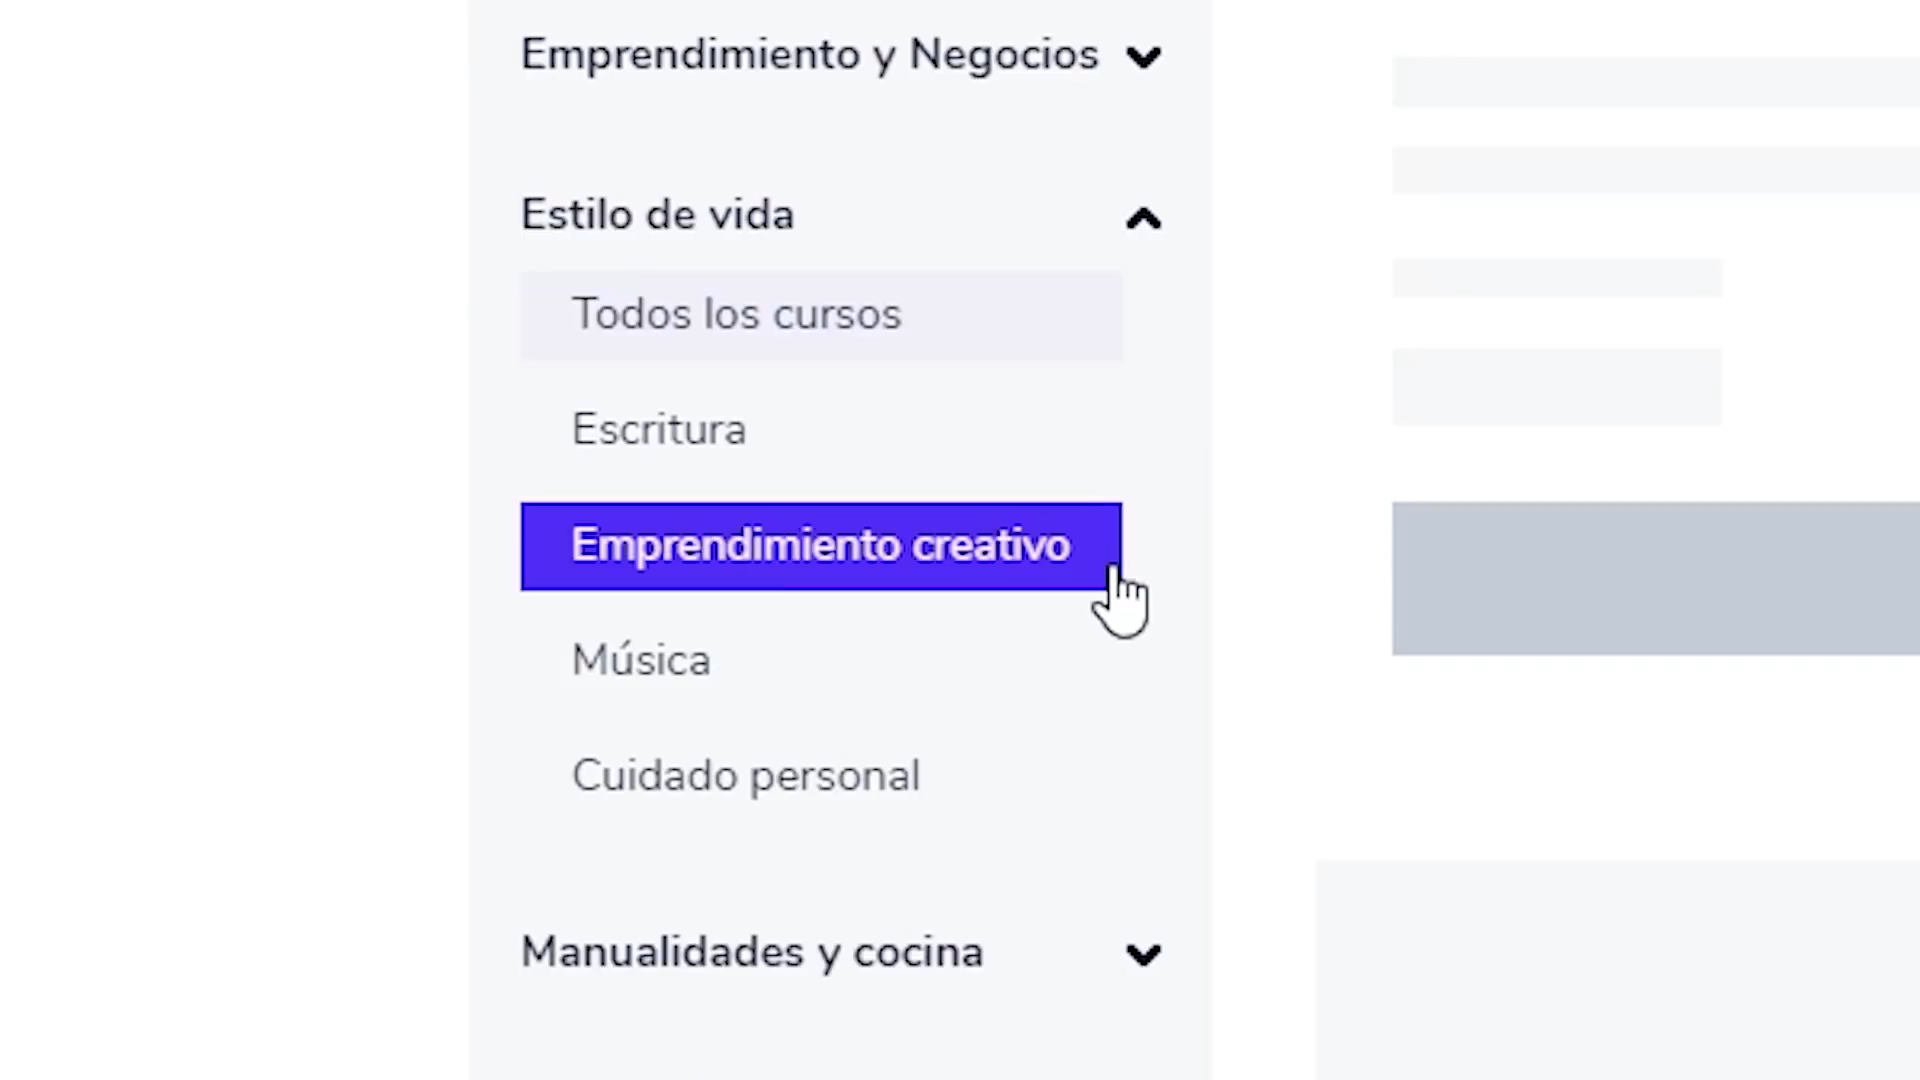 Emprendimiento y Negocios
Estilo de vida
Todos los cursos
Escritura
Emprendimiento creativo
Música
Cuidado personal
Manualidades y cocina